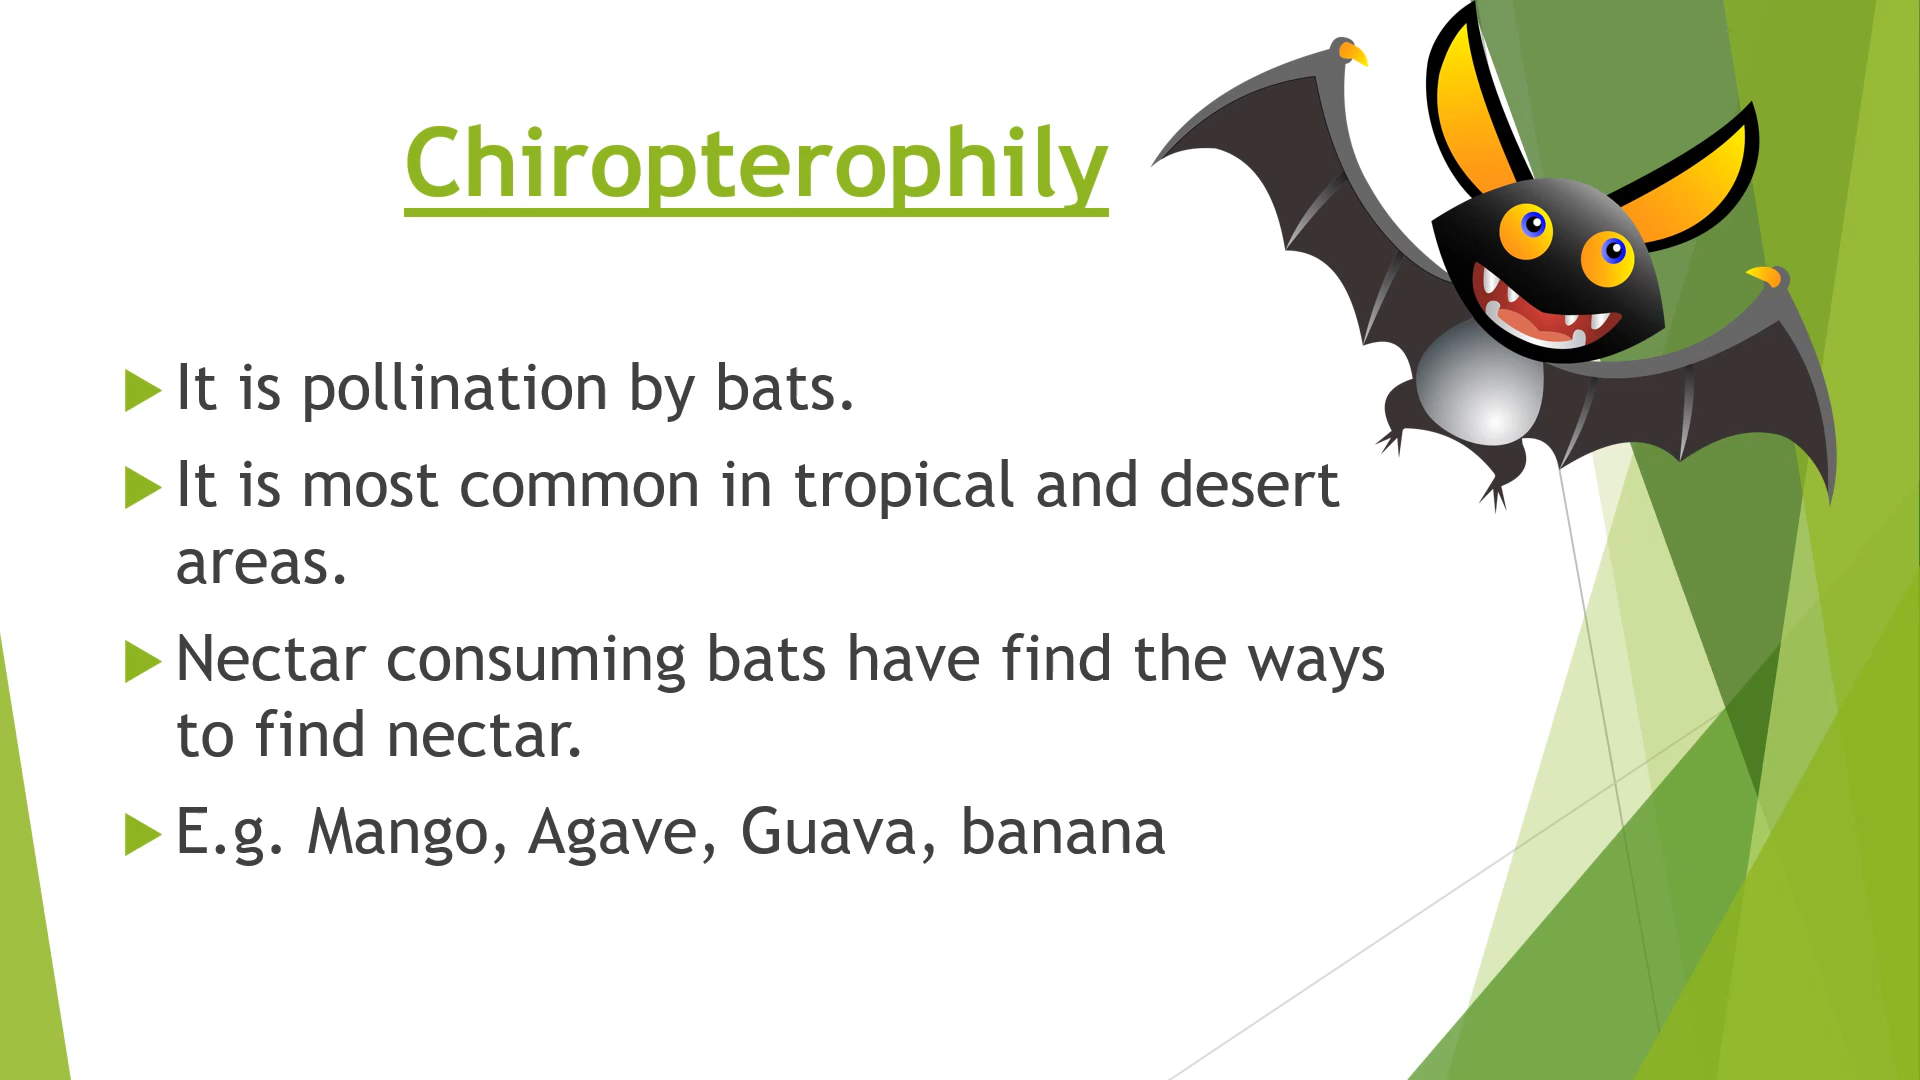 Chiropterophily
It is pollination by bats.
It is most common in tropical and desert
areas.
Nectar consuming bats have find the ways
to find nectar.
E.g. Mango, Agave, Guava, banana